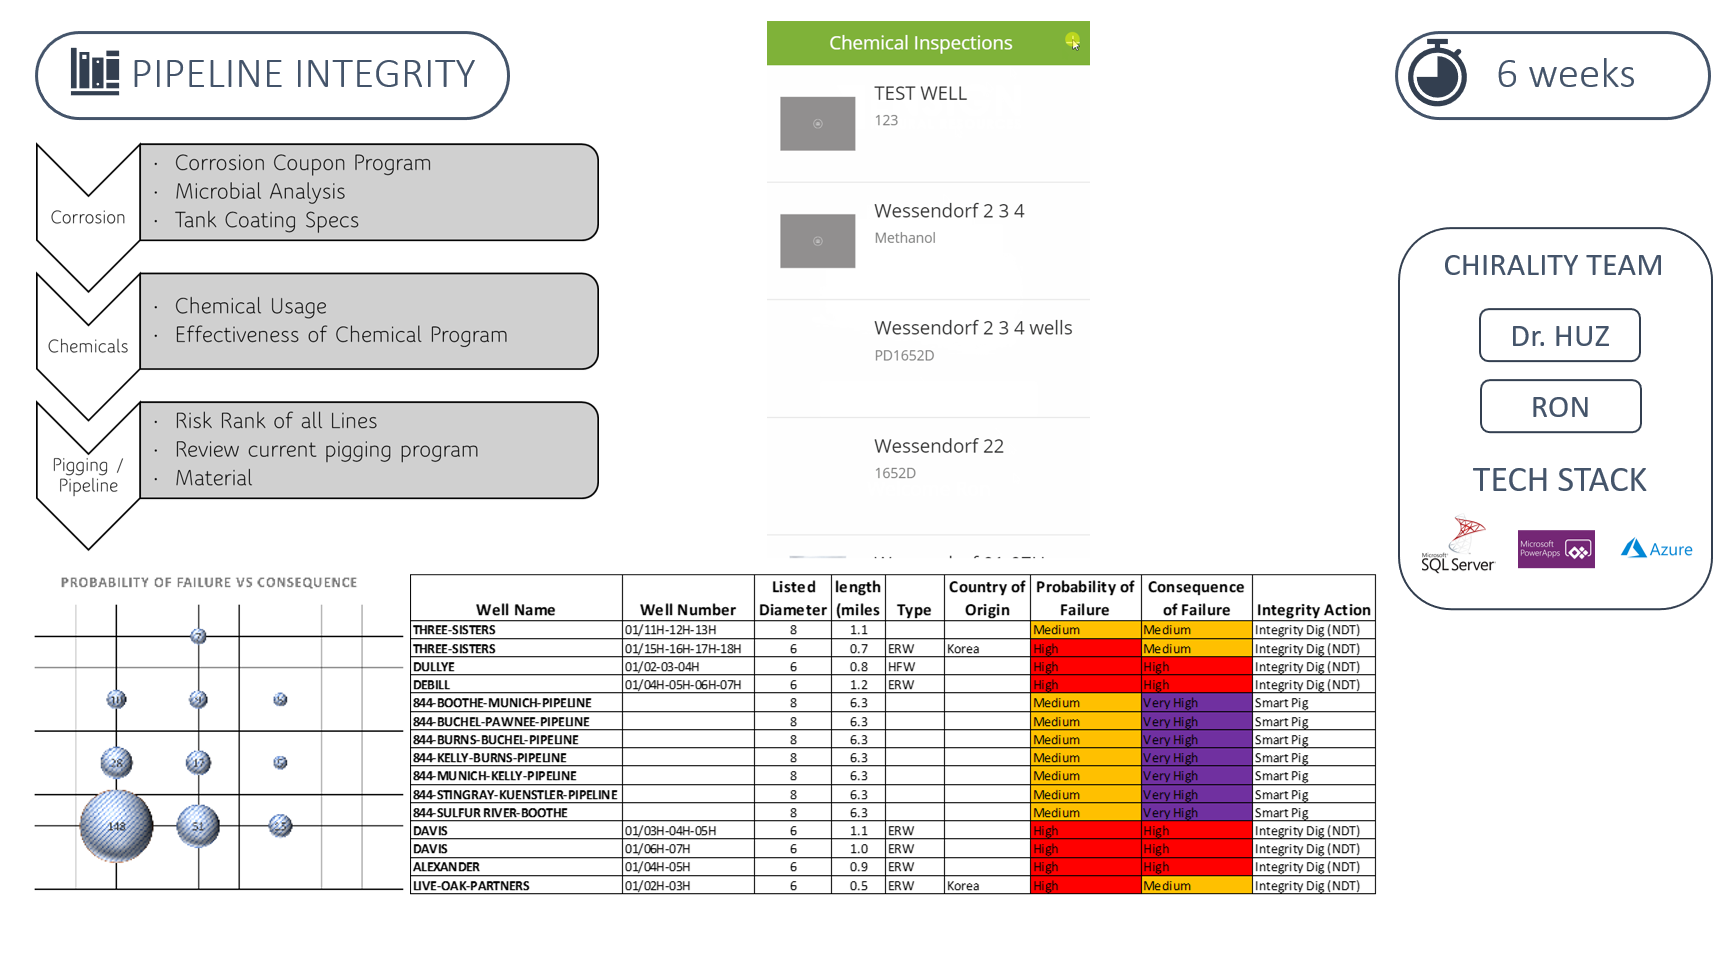 PIPELINE INTEGRITY
Corrosion
· Corrosion Coupon Program
· Microbial Analysis
· Tank Coating Specs
Chemicals
· Chemical Usage
· Effectiveness of Chemical Program
Pigging /
Pipeline
· Risk Rank of all Lines
· Review current pigging program
· Material
Chemical Inspections
TEST WELL
123
Wessendorf 2 3 4
Methanol
Wessendorf 2 3 4 wells
PD1652D
Wessendorf 22
1652D
6 weeks
CHIRALITY TEAM
Dr. HUZ
RON
TECH STACK
Microsoft
SQL Server
Microsoft
PowerApps
Azure
PROBABILITY OF FAILURE VS CONSEQUENCE
7
28 17
148 51 15
Well Name Well Number Listed Diameter length (miles Type Country of Origin Probability of Failure Consequence of Failure Integrity Action
THREE-SISTERS 01/11H-12H-13H 8 1.1 Medium Medium Integrity Dig (NDT)
THREE-SISTERS 01/15H-16H-17H-18H 6 0.7 ERW Korea High Medium Integrity Dig (NDT)
DULLYE 01/02-03-04H 6 0.8 HFW High High Integrity Dig (NDT)
DEBILL 01/04H-05H-06H-07H 6 1.2 ERW High High Integrity Dig (NDT)
844-BOOTHE-MUNICH-PIPELINE 8 6.3 Medium Very High Smart Pig
844-BUCHEL-PAWNEE-PIPELINE 8 6.3 Medium Very High Smart Pig
844-BURNS-BUCHEL-PIPELINE 8 6.3 Medium Very High Smart Pig
844-KELLY-BURNS-PIPELINE 8 6.3 Medium Very High Smart Pig
844-MUNICH-KELLY-PIPELINE 8 6.3 Medium Very High Smart Pig
844-STINGRAY-KUENSTLER-PIPELINE 8 6.3 Medium Very High Smart Pig
844-SULFUR RIVER-BOOTHE 8 6.3 Medium Very High Smart Pig
DAVIS 01/03H-04H-05H 6 1.1 ERW High High Integrity Dig (NDT)
DAVIS 01/06H-07H 6 1.0 ERW High High Integrity Dig (NDT)
ALEXANDER 01/04H-05H 6 0.9 ERW High High Integrity Dig (NDT)
LIVE-OAK-PARTNERS 01/02H-03H 6 0.5 ERW Korea High Medium Integrity Dig (NDT)